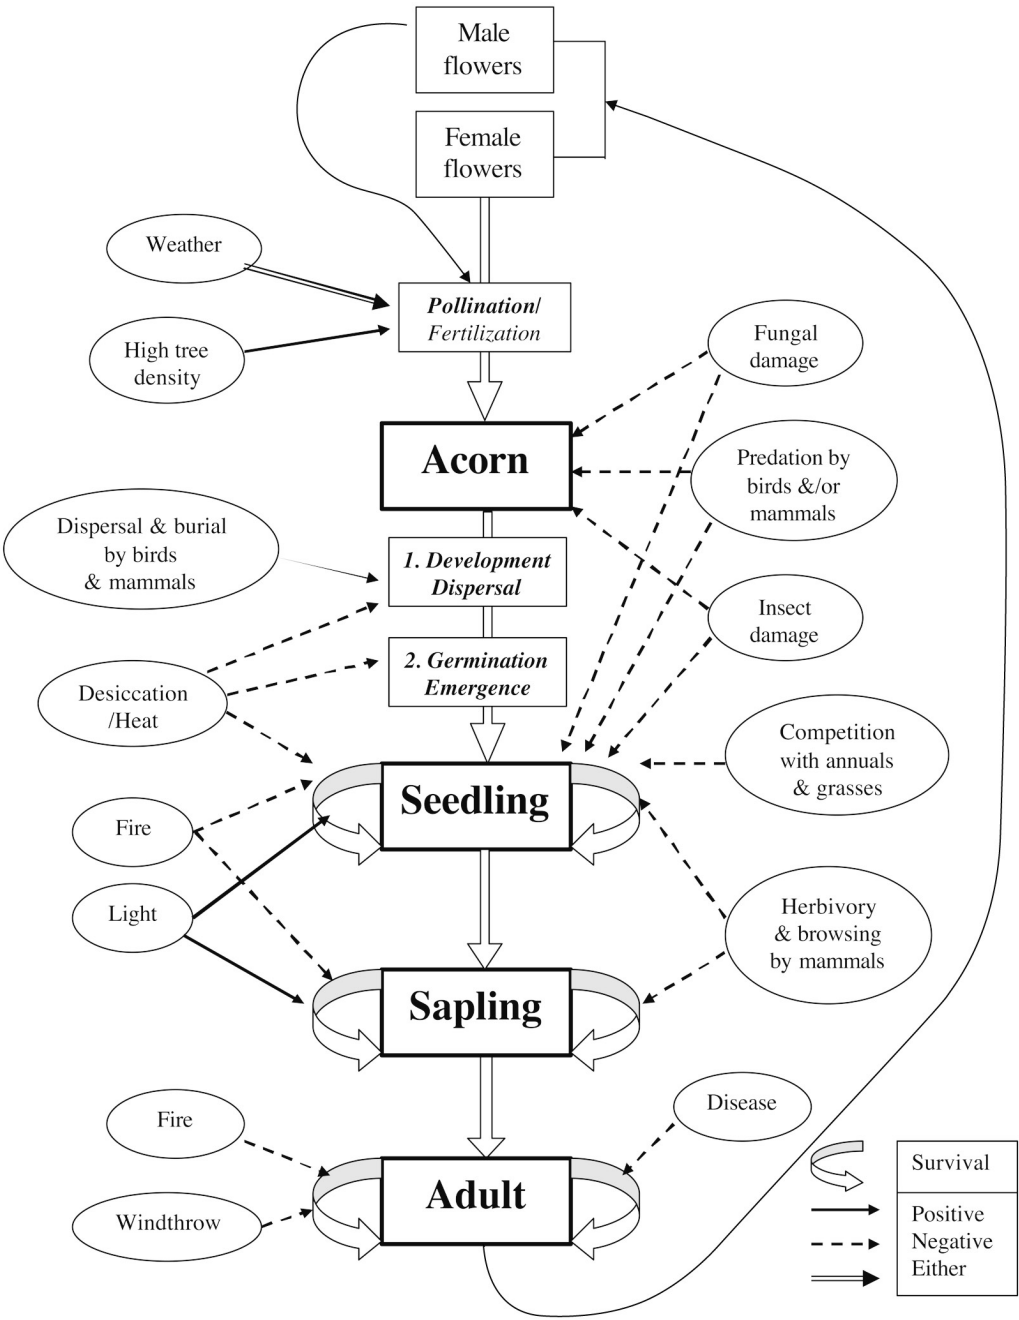 Male
flowers
Female
flowers
Weather
Pollination/
Fertilization
High tree
density
Fungal
damage
Acorn
Predation by
birds &/or
mammals
Dispersal & burial
by birds
& mammals
1. Development
Dispersal
Insect
damage
2. Germination
Emergence
Desiccation
/Heat
Competition
with annuals
& grasses
Seedling
Fire
Light
Herbivory
& browsing
by mammals
Sapling
Fire
Disease
Adult
Windthrow
Survival
Positive
Negative
Either